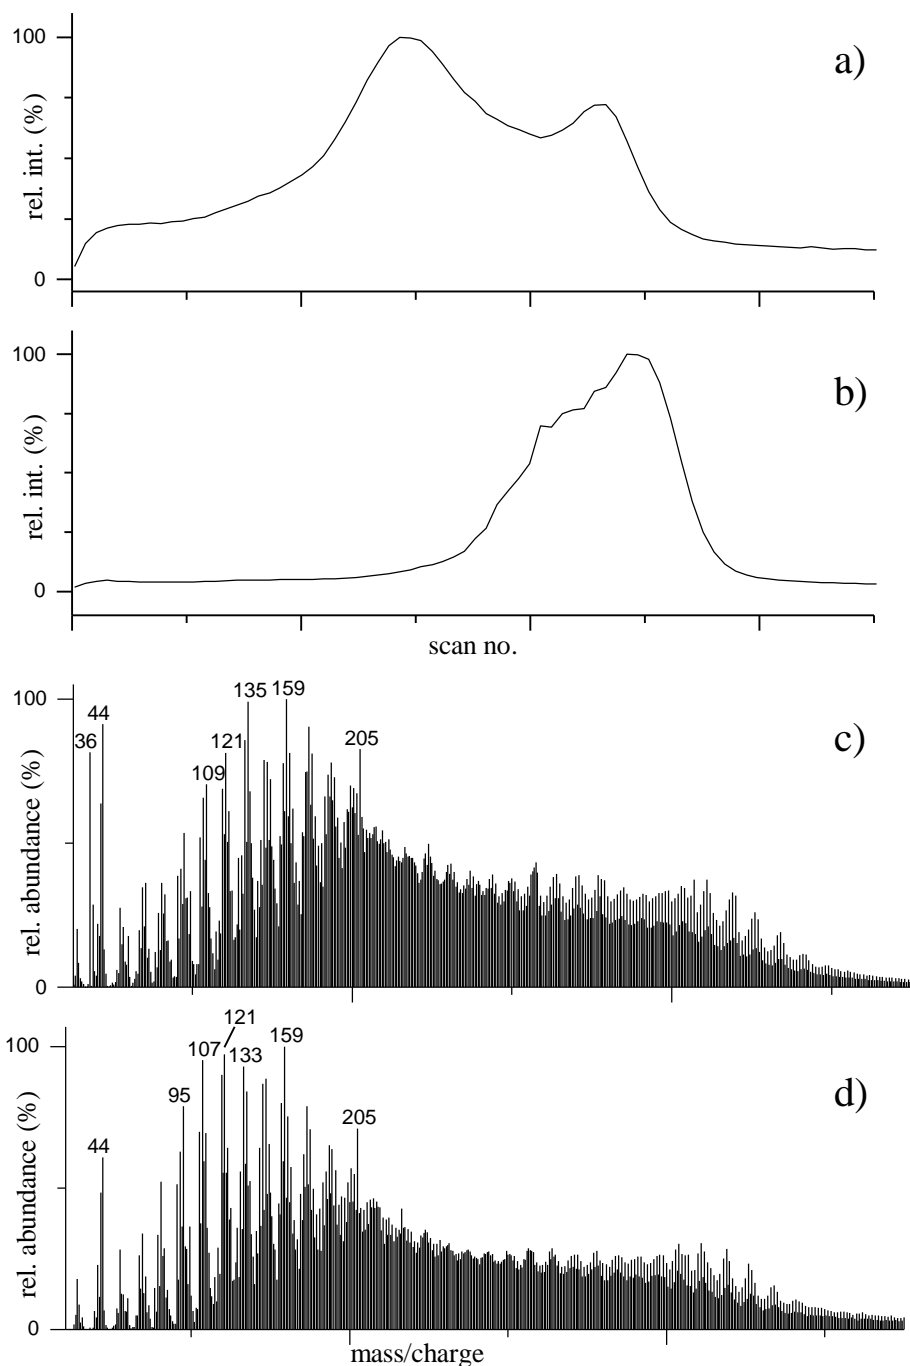 100
rel. int. (%)
0
a)
100
rel. int. (%)
0
b)
scan no.
100
rel. abundance (%)
0
36
44
109
121
135
159
205
c)
100
rel. abundance (%)
0
44
95
107
121
133
159
205
d)
mass/charge